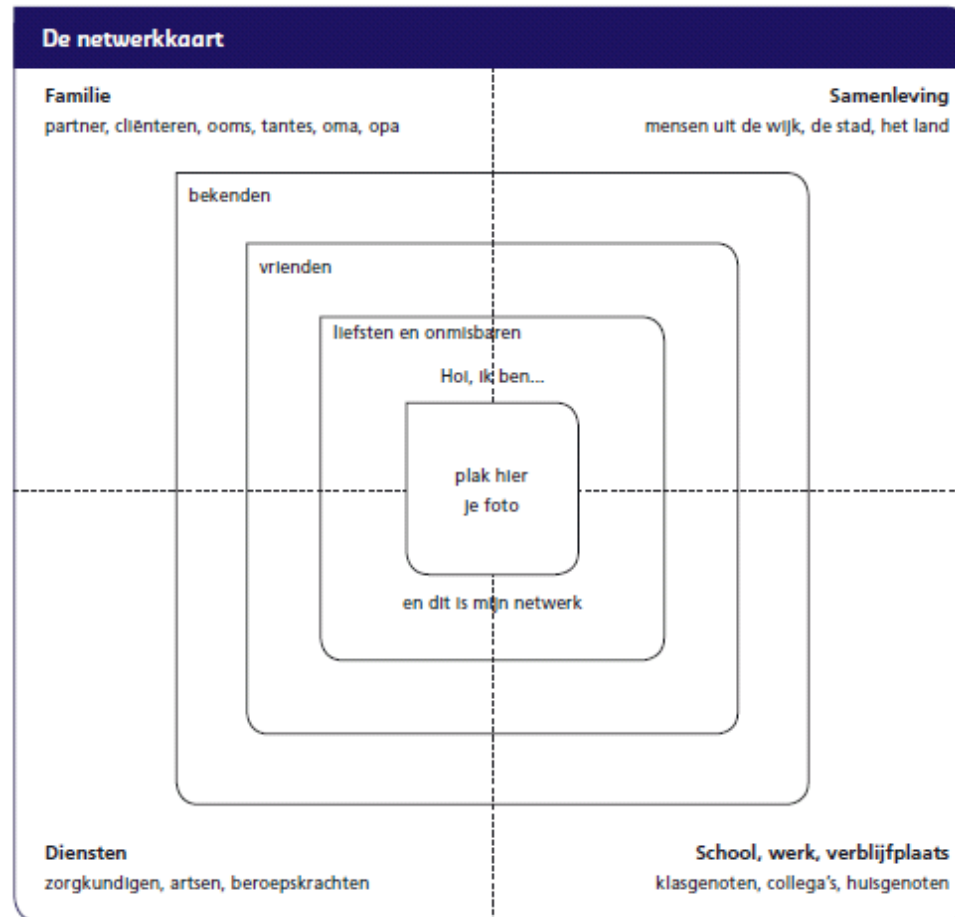 De netwerkkaart
Familie
partner, cliënteren, ooms, tantes, oma, opa
Samenleving
mensen uit de wijk, de stad, het land
bekenden
vrienden
liefsten en onmisbaren
Hoi, ik ben...
plak hier
je foto
en dit is mijn netwerk
Diensten
zorgkundigen, artsen, beroepskrachten
School, werk, verblijfplaats
klasgenoten, collega's, huisgenoten